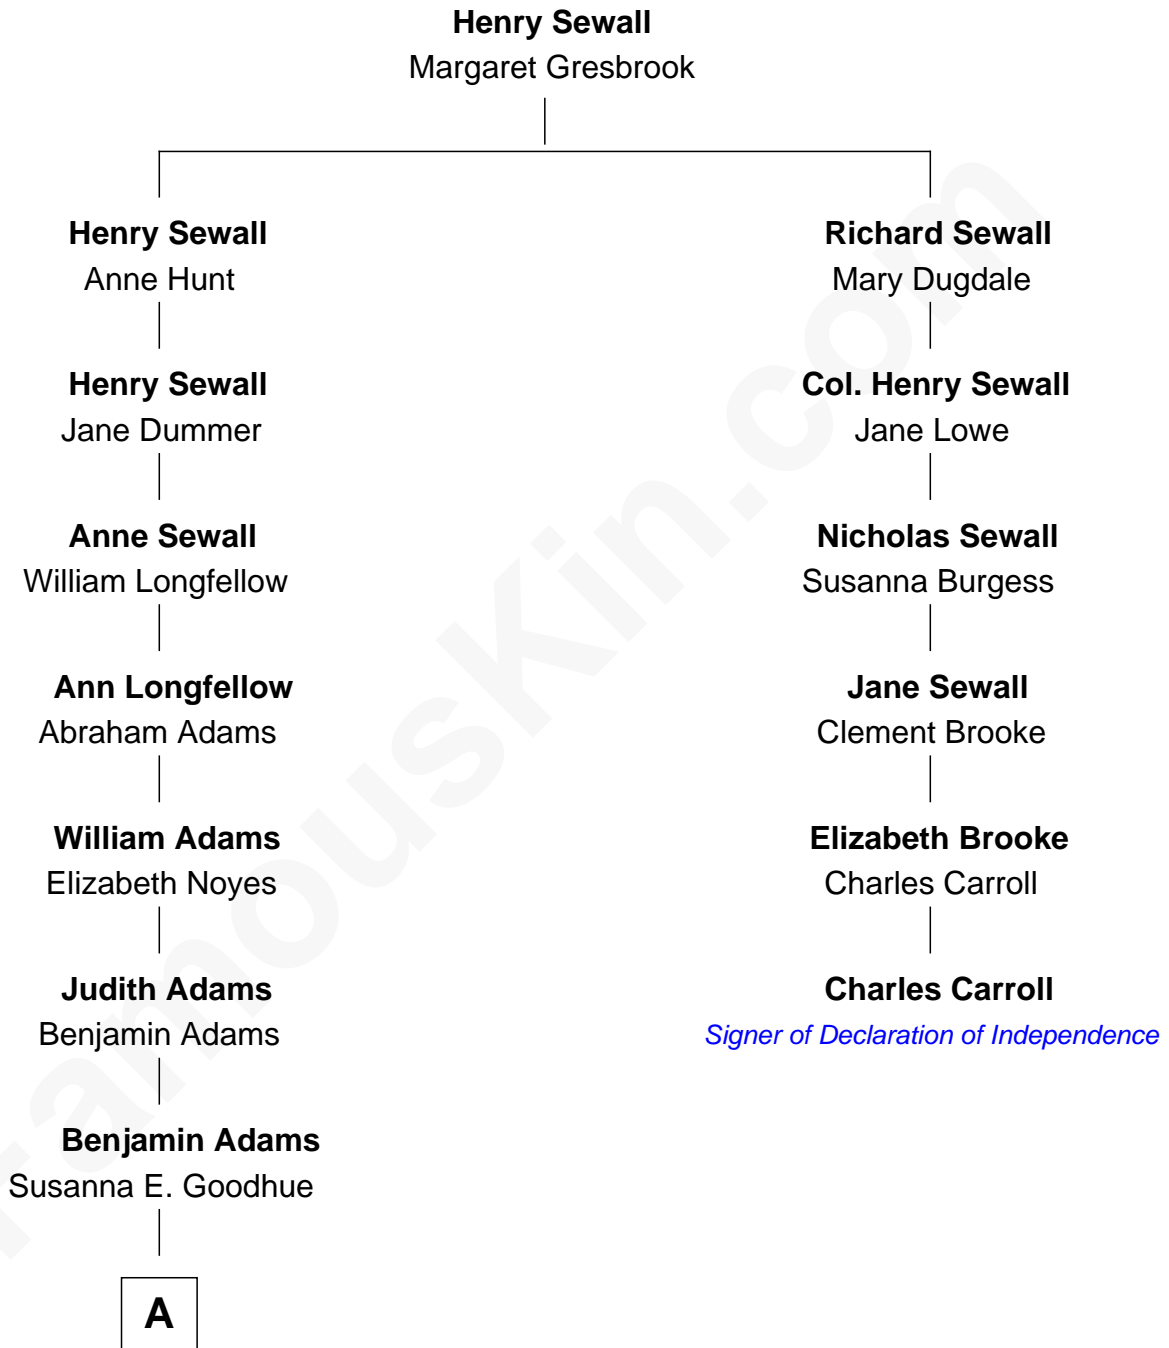 Henry Sewall
Margaret Gresbrook
Henry Sewall
Anne Hunt
Richard Sewall
Mary Dugdale
Henry Sewall
Jane Dummer
Col. Henry Sewall
Jane Lowe
Anne Sewall
William Longfellow
Nicholas Sewall
Susanna Burgess
Ann Longfellow
Abraham Adams
Jane Sewall
Clement Brooke
William Adams
Elizabeth Noyes
Elizabeth Brooke
Charles Carroll
Judith Adams
Benjamin Adams
Charles Carroll
Signer of Declaration of Independence
Benjamin Adams
Susanna E. Goodhue
A
FamousKin.com